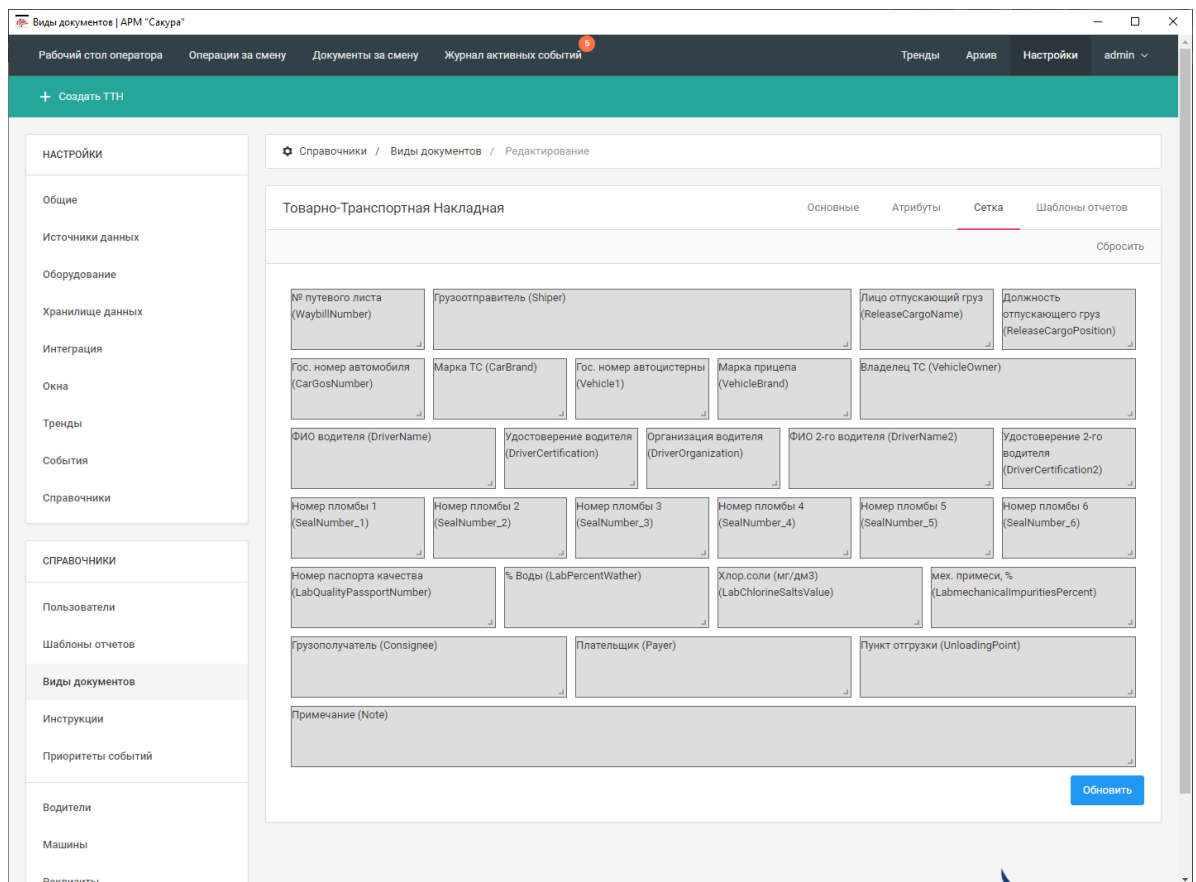 Виды документов | АРМ "Сакура"
Рабочий стол оператора Операции за смену Документы за смену Журнал активных событий 5 Тренды Архив Настройки admin
+ Создать ТТН
НАСТРОЙКИ
Общие
Источники данных
Оборудование
Хранилище данных
Интеграция
Окна
Тренды
События
Справочники
СПРАВОЧНИКИ
Пользователи
Шаблоны отчетов
Виды документов
Инструкции
Приоритеты событий
Водители
Машины
Реквизиты
Справочники / Виды документов / Редактирование
Товарно-Транспортная Накладная Основные Атрибуты Сетка Шаблоны отчетов
Сбросить
№ путевого листа
(WaybillNumber)
Грузоотправитель (Shiper)
Лицо отпускающий груз
(ReleaseCargoName)
Должность
отпускающего груз
(ReleaseCargoPosition)
Гос. номер автомобиля
(CarGosNumber)
Марка ТС (CarBrand)
Гос. номер автоцистерны
(Vehicle1)
Марка прицепа
(VehicleBrand)
Владелец ТС (VehicleOwner)
ФИО водителя (DriverName)
Удостоверение водителя
(DriverCertification)
Организация водителя
(DriverOrganization)
ФИО 2-го водителя (DriverName2)
Удостоверение 2-го
водителя
(DriverCertification2)
Номер пломбы 1
(SealNumber_1)
Номер пломбы 2
(SealNumber_2)
Номер пломбы 3
(SealNumber_3)
Номер пломбы 4
(SealNumber_4)
Номер пломбы 5
(SealNumber_5)
Номер пломбы 6
(SealNumber_6)
Номер паспорта качества
(LabQualityPassportNumber)
% Воды (LabPercentWather)
Хлор.соли (мг/дм3)
(LabChlorineSaltsValue)
мех. примеси, %
(LabmechanicalImpuritiesPercent)
Грузополучатель (Consignee)
Плательщик (Payer)
Пункт отгрузки (UnloadingPoint)
Примечание (Note)
Обновить